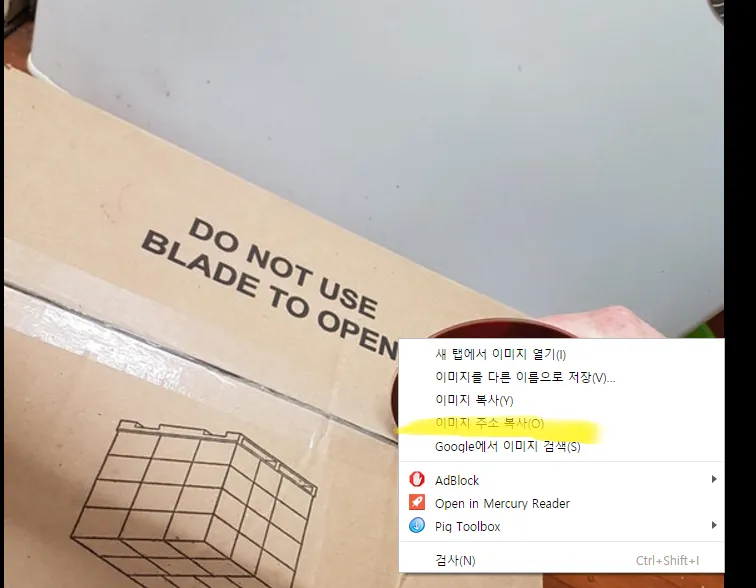 DO NOT USE
BLADE TO OPEN
새 탭에서 이미지 열기(I)
이미지를 다른 이름으로 저장(V)...
이미지 복사(Y)
이미지 주소 복사(O)
Google에서 이미지 검색(S)
AdBlock
Open in Mercury Reader
Pig Toolbox
검사(N) Ctrl+Shift+I